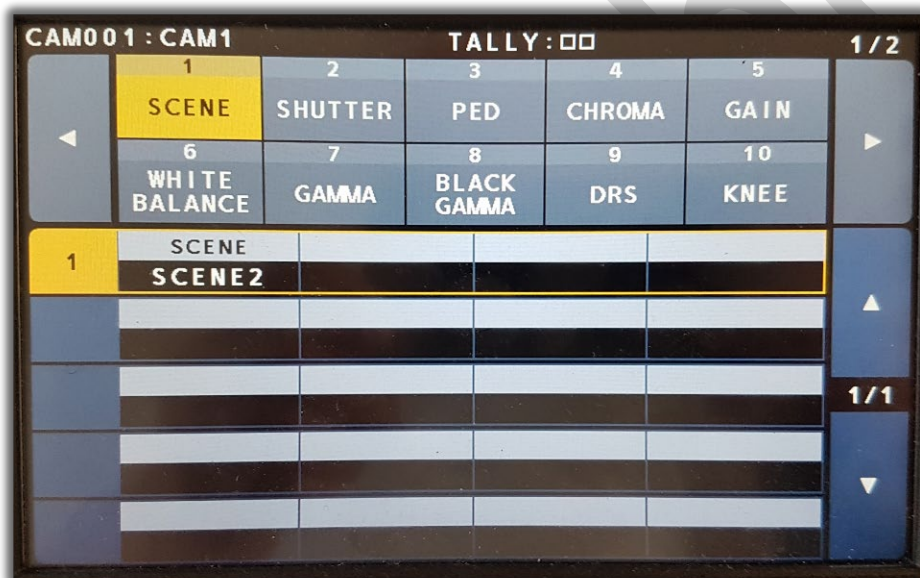 CAM001:CAM1 TALLY:□□ 1/2
1 2 3 4 5
SCENE SHUTTER PED CHROMA GAIN
◀ ▶
6 7 8 9 10
WHITE BALANCE GAMMA BLACK GAMMA DRS KNEE
SCENE
1
SCENE2
▲
1/1
▼